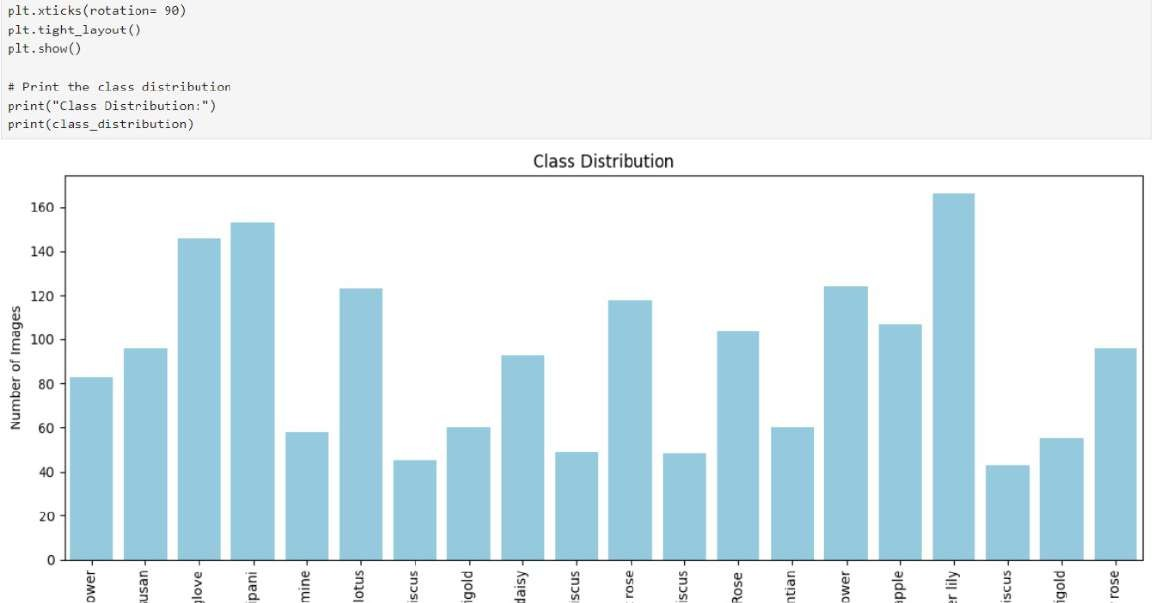 plt.xticks(rotation= 90)
plt.tight_layout()
plt.show()
# Print the class distribution
print("Class Distribution:")
print(class_distribution)
Class Distribution
Number of Images
160
140
120
100
80
60
40
20
0
ower
usan
glove
ipani
mine
lotus
iscus
igold
daisy
iscus
rose
iscus
Rose
ntian
ower
apple
er lily
iscus
igold
rose